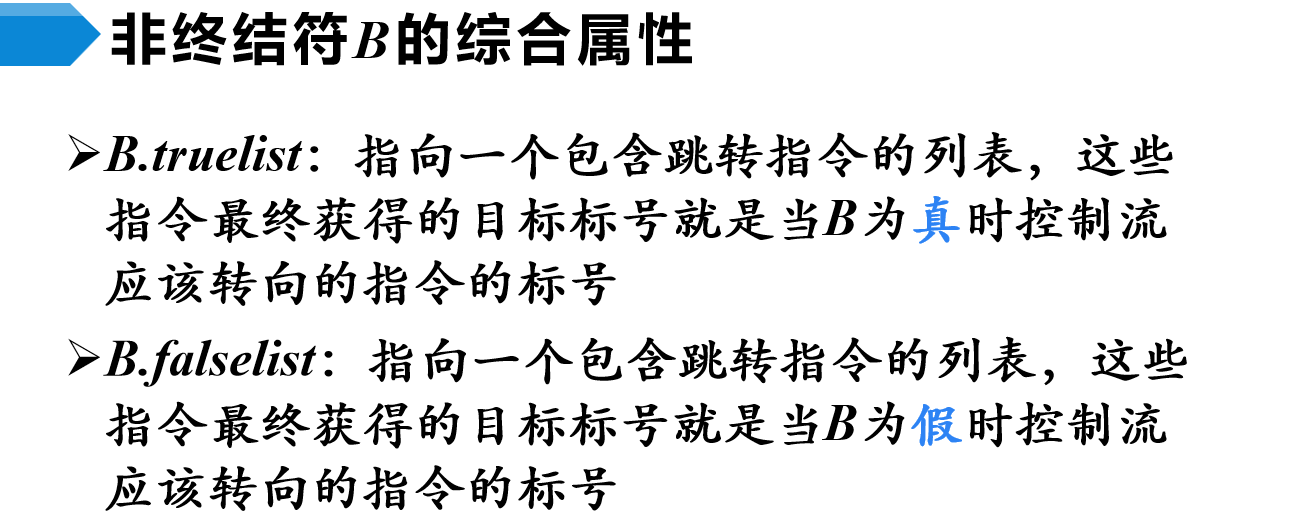 非终结符B的综合属性
➢B.truelist：指向一个包含跳转指令的列表，这些
指令最终获得的目标标号就是当B为真时控制流
应该转向的指令的标号
➢B.falselist：指向一个包含跳转指令的列表，这些
指令最终获得的目标标号就是当B为假时控制流
应该转向的指令的标号